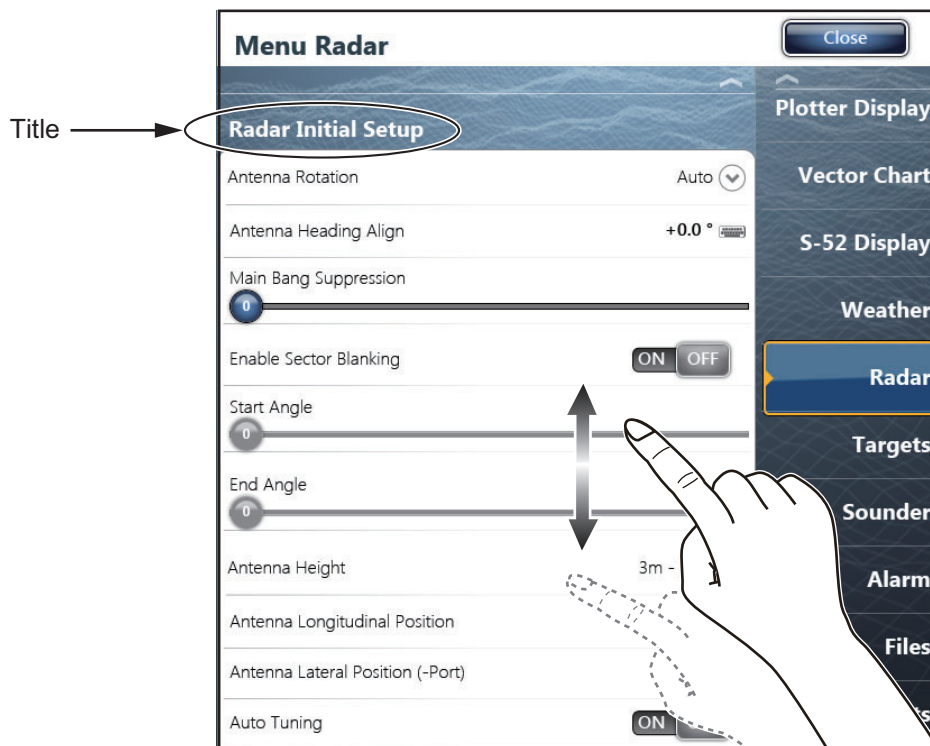 Menu Radar
Close
Title
Radar Initial Setup
Antenna Rotation
Auto
Antenna Heading Align
+0.0 °
Main Bang Suppression
0
Enable Sector Blanking
ON OFF
Start Angle
0
End Angle
0
Antenna Height
3m -
Antenna Longitudinal Position
Antenna Lateral Position (-Port)
Auto Tuning
ON
Plotter Display
Vector Chart
S-52 Display
Weather
Radar
Targets
Sounder
Alarm
Files